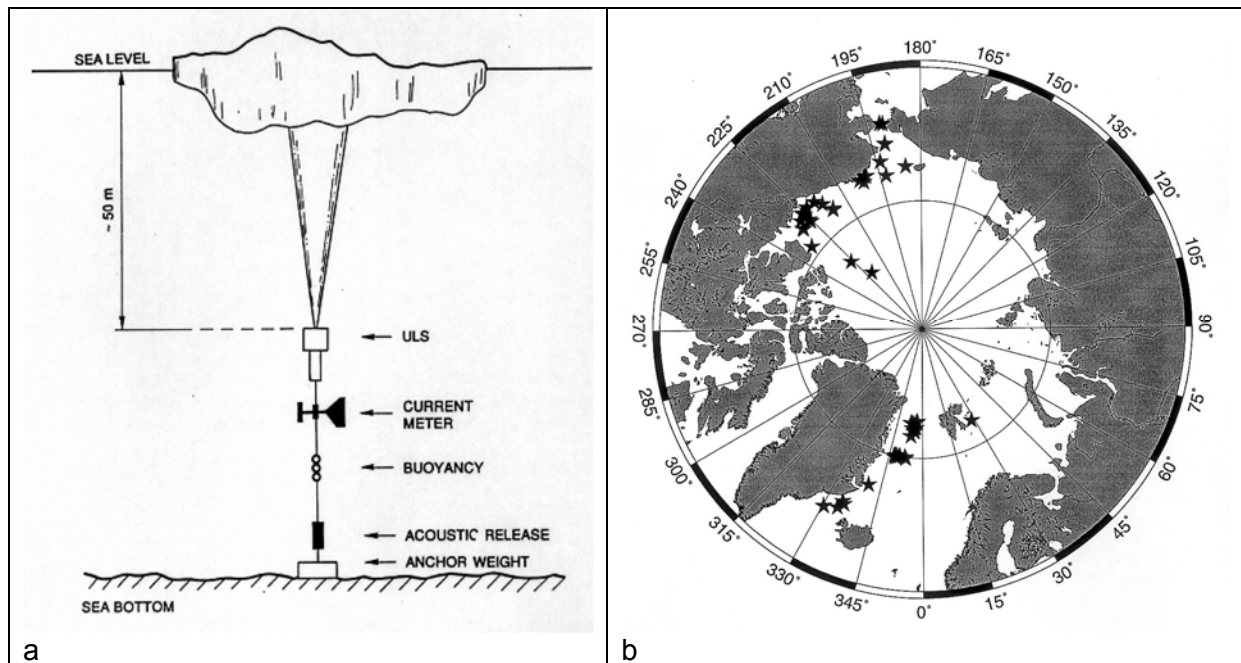 SEA LEVEL
~ 50 m
ULS
CURRENT
METER
BUOYANCY
ACOUSTIC RELEASE
ANCHOR WEIGHT
SEA BOTTOM
a
180°
165°
150°
135°
120°
105°
90°
75°
60°
45°
30°
15°
0°
345°
330°
315°
300°
285°
270°
255°
240°
225°
210°
195°
b